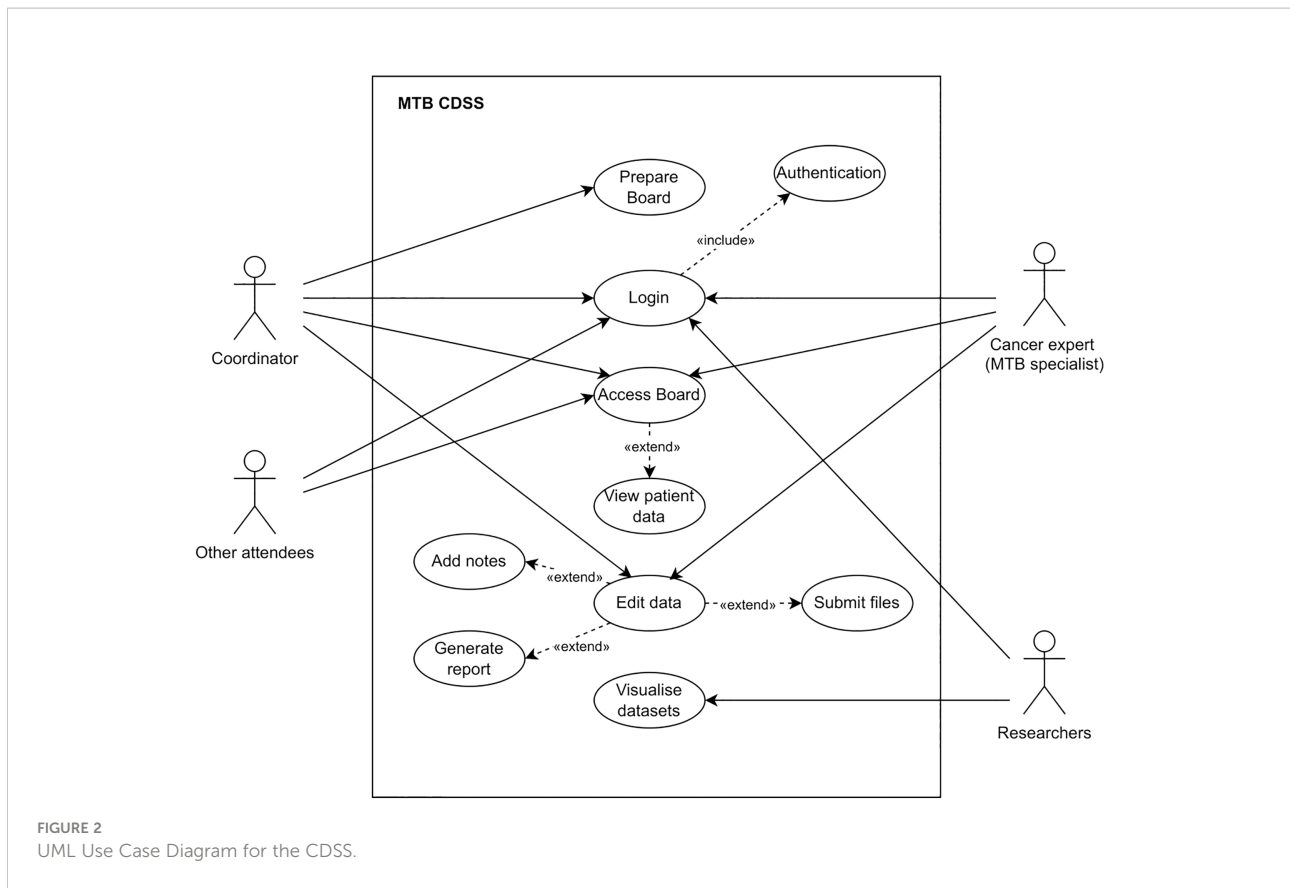 MTB CDSS
Prepare
Board
Authentication
«include»
Login
Coordinator
Cancer expert
(MTB specialist)
Access Board
«extend»
View patient
data
Other attendees
Add notes
«extend»
Edit data
«extend»
Submit files
Generate
report
«extend»
Visualise
datasets
Researchers
FIGURE 2
UML Use Case Diagram for the CDSS.